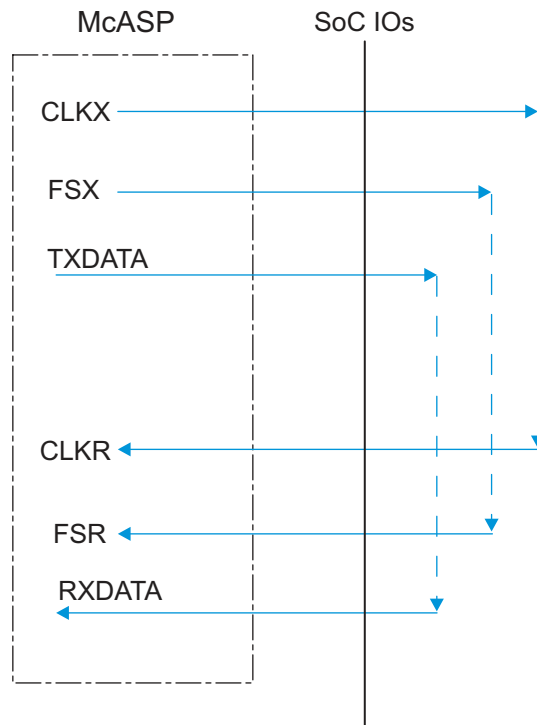 McASP
SoC IOs
CLKX
FSX
TXDATA
CLKR
FSR
RXDATA